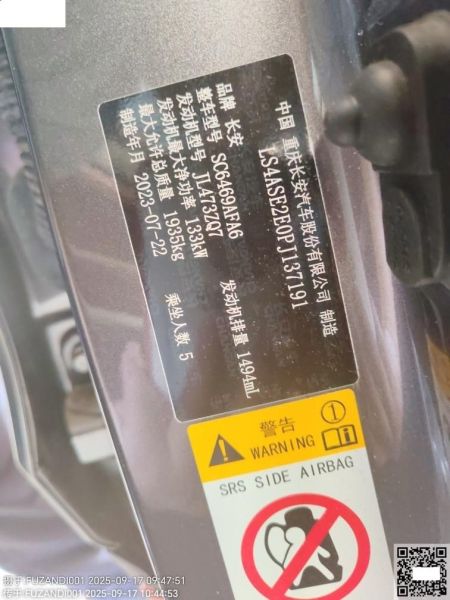 中国 重庆长安汽车股份有限公司 制造
LS4ASE2E0PJ137191
品牌 长安
整车型号 SC6469AFA6
发动机型号 JL473ZQ7 发动机排量 1494mL
发动机最大净功率 133kW
最大允许总质量 1935kg 乘坐人数 5
制造年月 2023-07-22
警告 ①
WARNING
SRS SIDE AIRBAG
FUZANDI001 2025-09-17 09:47:51
FUZANDI001 2025-09-17 10:44:53